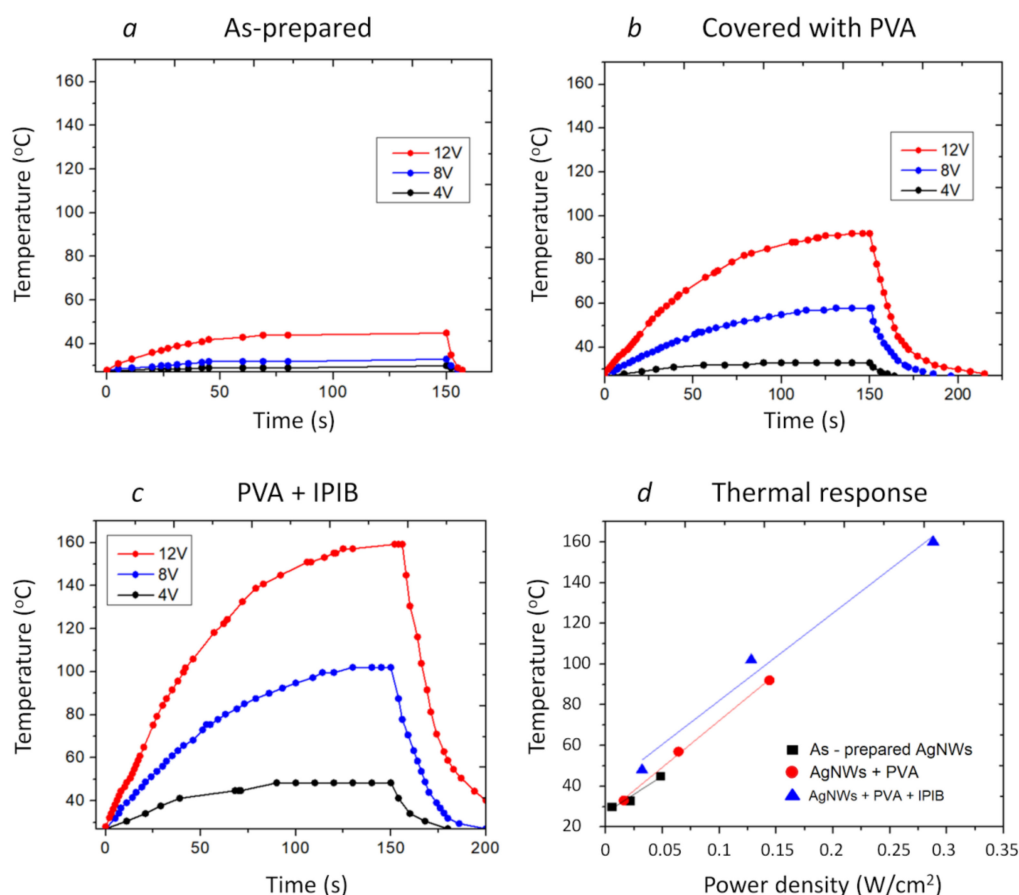 a As-prepared
160
140
120
100
80
60
40
0
50
100
150
Temperature (°C)
Time (s)
12V
8V
4V
b Covered with PVA
160
140
120
100
80
60
40
0
50
100
150
200
Temperature (°C)
Time (s)
12V
8V
4V
c PVA + IPIB
160
140
120
100
80
60
40
0
50
100
150
200
Temperature (°C)
Time (s)
12V
8V
4V
d Thermal response
160
140
120
100
80
60
40
20
0
0.05
0.1
0.15
0.2
0.25
0.3
0.35
Temperature (°C)
Power density (W/cm²)
As - prepared AgNWs
AgNWs + PVA
AgNWs + PVA + IPIB